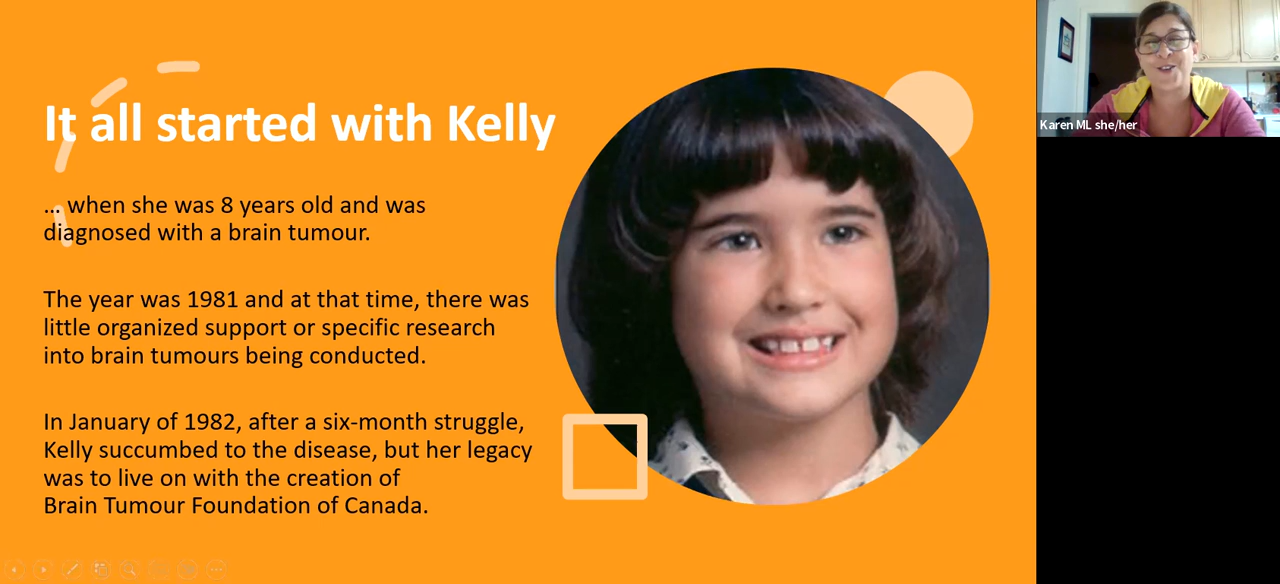 It all started with Kelly
... when she was 8 years old and was
diagnosed with a brain tumour.
The year was 1981 and at that time, there was
little organized support or specific research
into brain tumours being conducted.
In January of 1982, after a six-month struggle,
Kelly succumbed to the disease, but her legacy
was to live on with the creation of
Brain Tumour Foundation of Canada.
Karen ML she/her